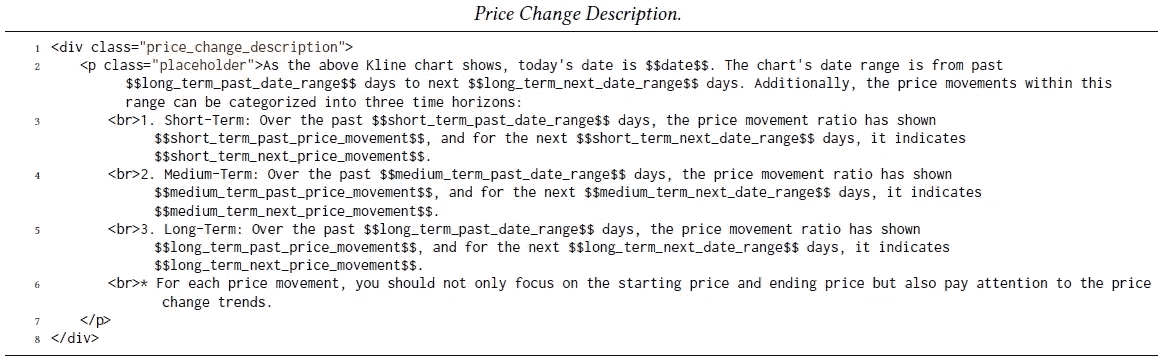 Price Change Description.
1 <div class="price_change_description">
2 <p class="placeholder">As the above Kline chart shows, today's date is $$date$$. The chart's date range is from past
$$long_term_past_date_range$$ days to next $$long_term_next_date_range$$ days. Additionally, the price movements within this
range can be categorized into three time horizons:
3 <br>1. Short-Term: Over the past $$short_term_past_date_range$$ days, the price movement ratio has shown
$$short_term_past_price_movement$$, and for the next $$short_term_next_date_range$$ days, it indicates
$$short_term_next_price_movement$$.
4 <br>2. Medium-Term: Over the past $$medium_term_past_date_range$$ days, the price movement ratio has shown
$$medium_term_past_price_movement$$, and for the next $$medium_term_next_date_range$$ days, it indicates
$$medium_term_next_price_movement$$.
5 <br>3. Long-Term: Over the past $$long_term_past_date_range$$ days, the price movement ratio has shown
$$long_term_past_price_movement$$, and for the next $$long_term_next_date_range$$ days, it indicates
$$long_term_next_price_movement$$.
6 <br>* For each price movement, you should not only focus on the starting price and ending price but also pay attention to the price
change trends.
7 </p>
8 </div>